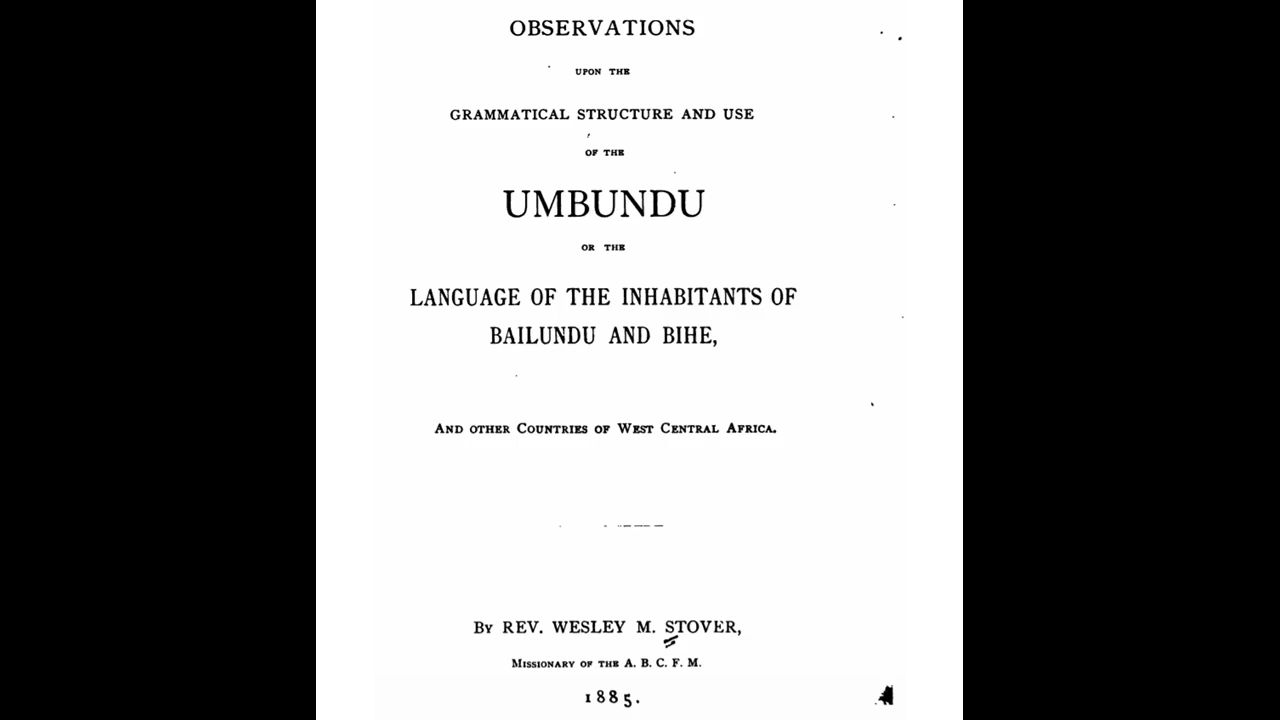 OBSERVATIONS
UPON THE
GRAMMATICAL STRUCTURE AND USE
OF THE
UMBUNDU
OR THE
LANGUAGE OF THE INHABITANTS OF
BAILUNDU AND BIHE,
AND OTHER COUNTRIES OF WEST CENTRAL AFRICA.
BY REV. WESLEY M. STOVER,
MISSIONARY OF THE A. B. C. F. M.
1885.